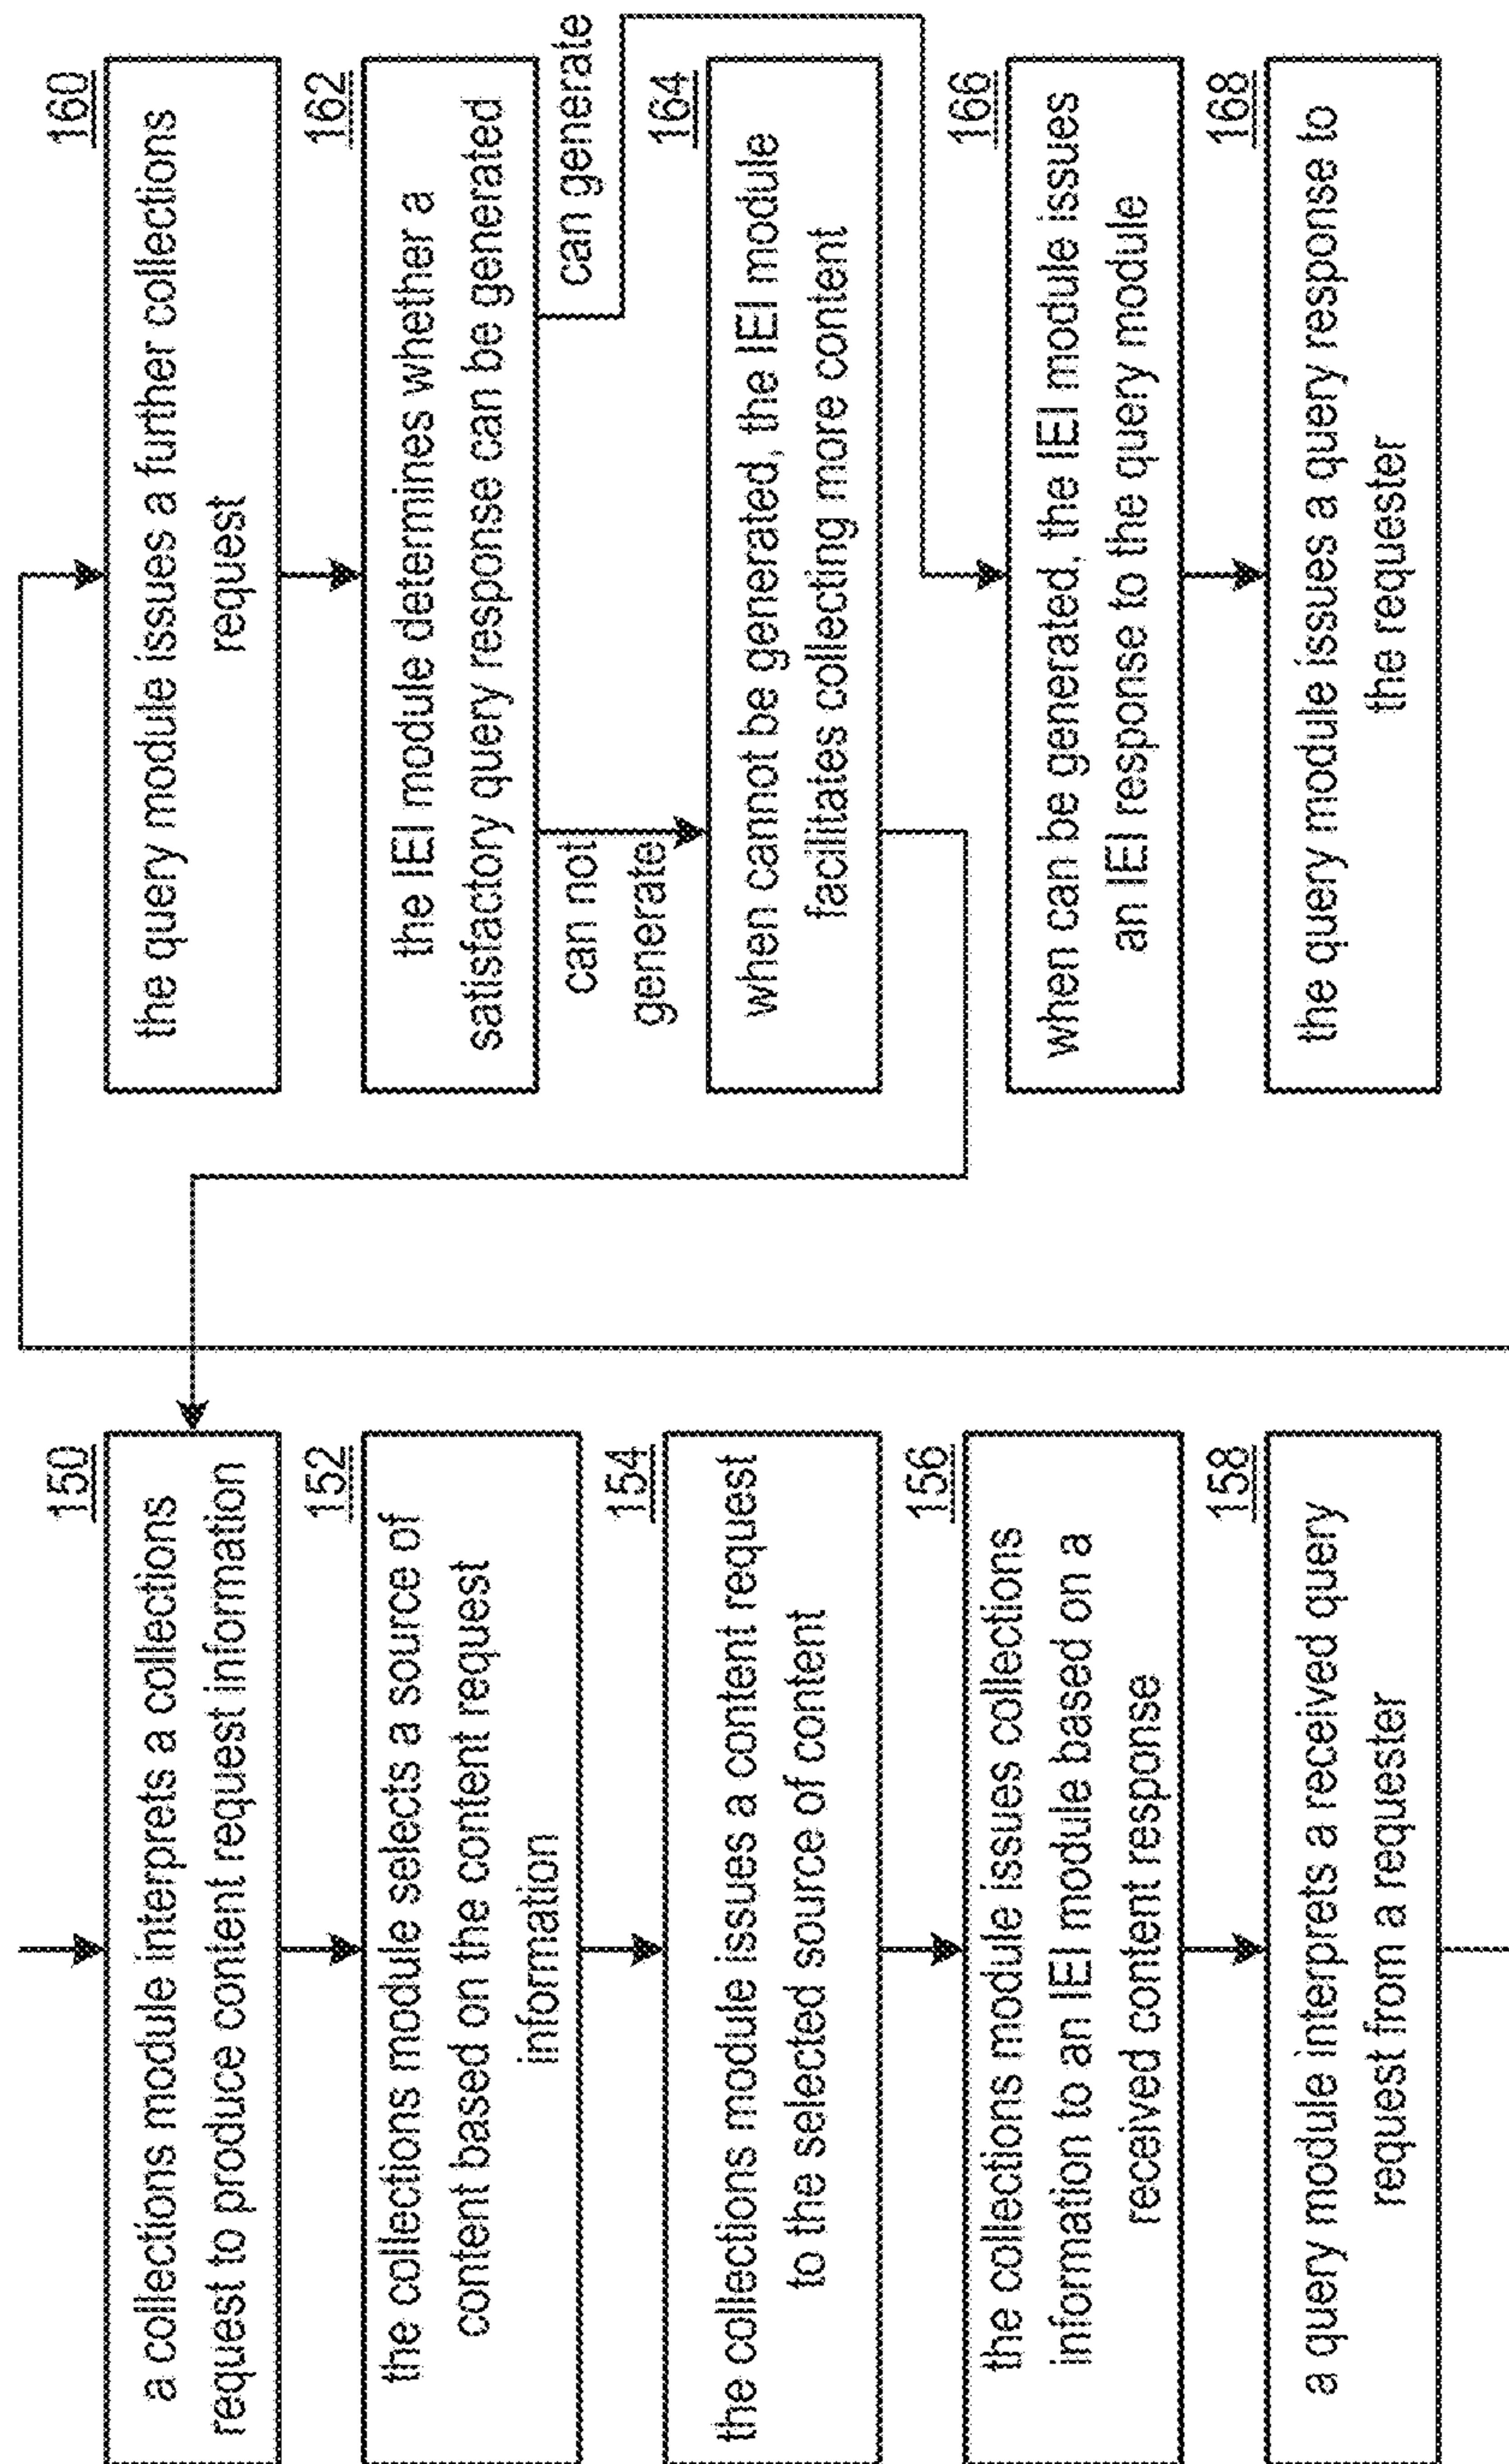 150
a collections module interprets a collections
request to produce content request information
152
the collections module selects a source of
content based on the content request
information
154
the collections module issues a content request
to the selected source of content
156
the collections module issues collections
information to an IEI module based on a
received content response
158
a query module interprets a received query
request from a requester
160
the query module issues a further collections
request
162
the IEI module determines whether a
satisfactory query response can be generated
can not
generate
can generate
164
when cannot be generated, the IEI module
facilitates collecting more content
166
when can be generated, the IEI module issues
an IEI response to the query module
168
the query module issues a query response to
the requester